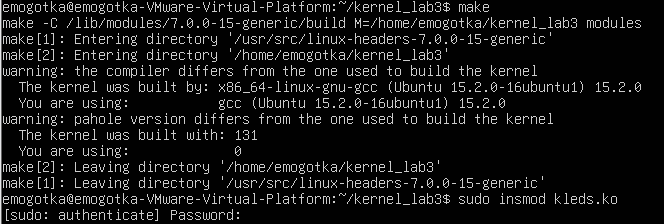 emogotka@emogotka-VMware-Virtual-Platform:~/kernel_lab3$ make
make -C /lib/modules/7.0.0-15-generic/build M=/home/emogotka/kernel_lab3 modules
make[1]: Entering directory '/usr/src/linux-headers-7.0.0-15-generic'
make[2]: Entering directory '/home/emogotka/kernel_lab3'
warning: the compiler differs from the one used to build the kernel
  The kernel was built by: x86_64-linux-gnu-gcc (Ubuntu 15.2.0-16ubuntu1) 15.2.0
  You are using:           gcc (Ubuntu 15.2.0-16ubuntu1) 15.2.0
warning: pahole version differs from the one used to build the kernel
  The kernel was built with: 131
  You are using:             0
make[2]: Leaving directory '/home/emogotka/kernel_lab3'
make[1]: Leaving directory '/usr/src/linux-headers-7.0.0-15-generic'
emogotka@emogotka-VMware-Virtual-Platform:~/kernel_lab3$ sudo insmod kleds.ko
[sudo: authenticate] Password: